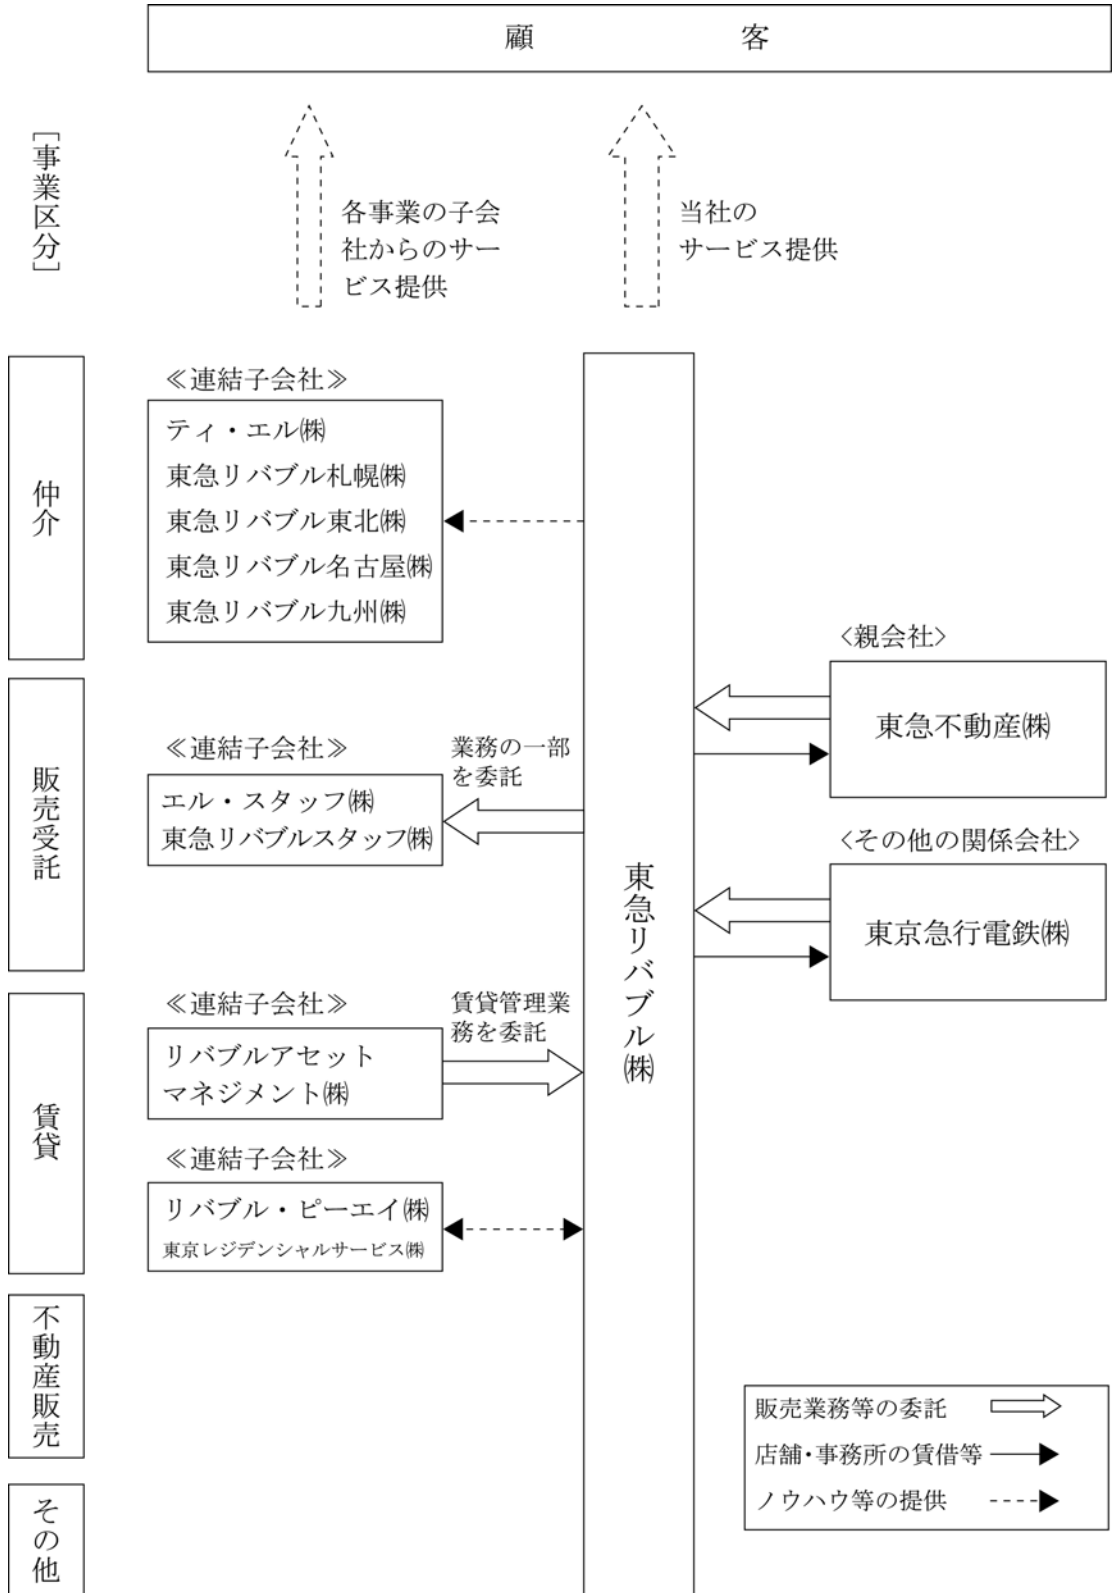 顧客
［事業区分］
各事業の子会
社からのサー
ビス提供
当社の
サービス提供
仲介
≪連結子会社≫
ティ・エル㈱
東急リバブル札幌㈱
東急リバブル東北㈱
東急リバブル名古屋㈱
東急リバブル九州㈱
販売受託
≪連結子会社≫
エル・スタッフ㈱
東急リバブルスタッフ㈱
業務の一部
を委託
賃貸
≪連結子会社≫
リバブルアセット
マネジメント㈱
賃貸管理業
務を委託
≪連結子会社≫
リバブル・ピーエイ㈱
東京レジデンシャルサービス㈱
不動産販売
その他
東急リバブル㈱
<親会社>
東急不動産㈱
<その他の関係会社>
東京急行電鉄㈱
販売業務等の委託
店舗・事務所の賃借等
ノウハウ等の提供